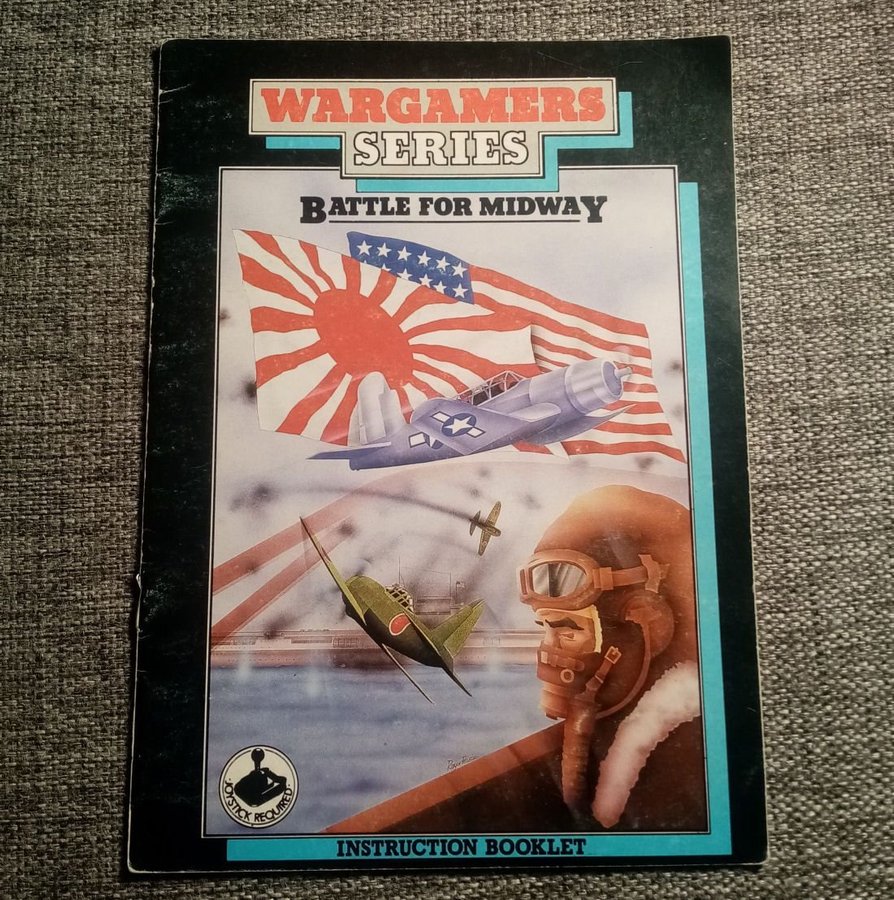 WARGAMERS
SERIES
BATTLE FOR MIDWAY
JOYSTICK REQUIRED
INSTRUCTION BOOKLET